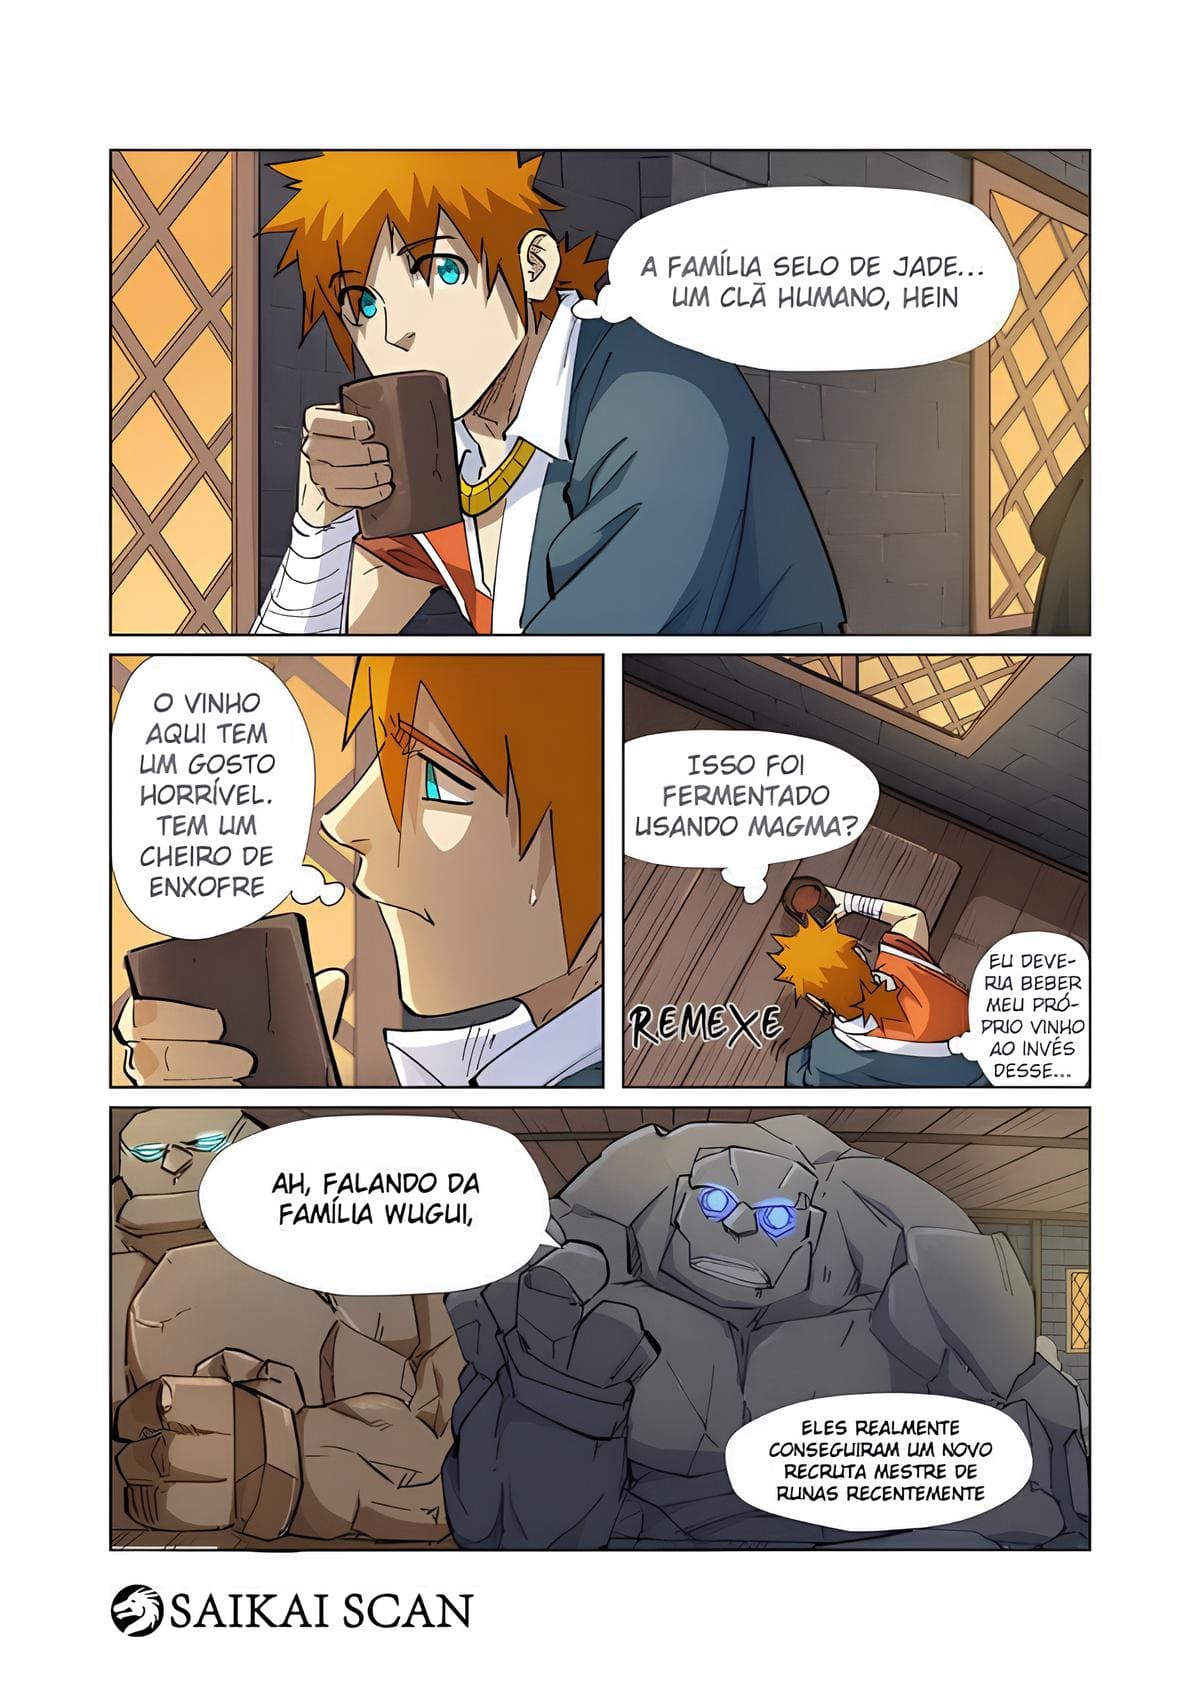 A FAMÍLIA SELO DE JADE...
UM CLÃ HUMANO, HEIN
O VINHO
AQUI TEM
UM GOSTO
HORRÍVEL.
TEM UM
CHEIRO DE
ENXOFRE
ISSO FOI
FERMENTADO
USANDO MAGMA?
REMEXE
EU DEVE-
RIA BEBER
MEU PRÓ-
PRIO VINHO
AO INVÉS
DESSE...
AH, FALANDO DA
FAMÍLIA WUGUI,
ELES REALMENTE
CONSEGUIRAM UM NOVO
RECRUTA MESTRE DE
RUNAS RECENTEMENTE
SAIKAI SCAN